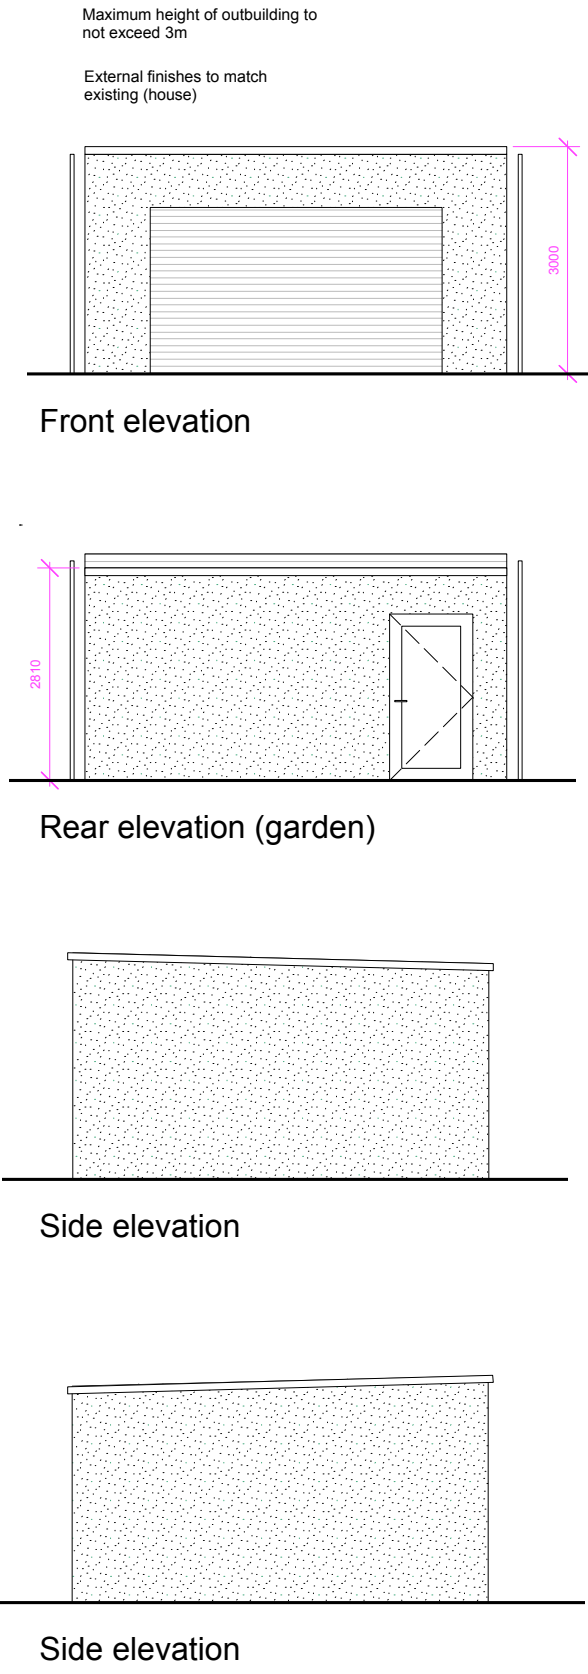 Maximum height of outbuilding to
not exceed 3m
External finishes to match
existing (house)
3000
Front elevation
2810
Rear elevation (garden)
Side elevation
Side elevation